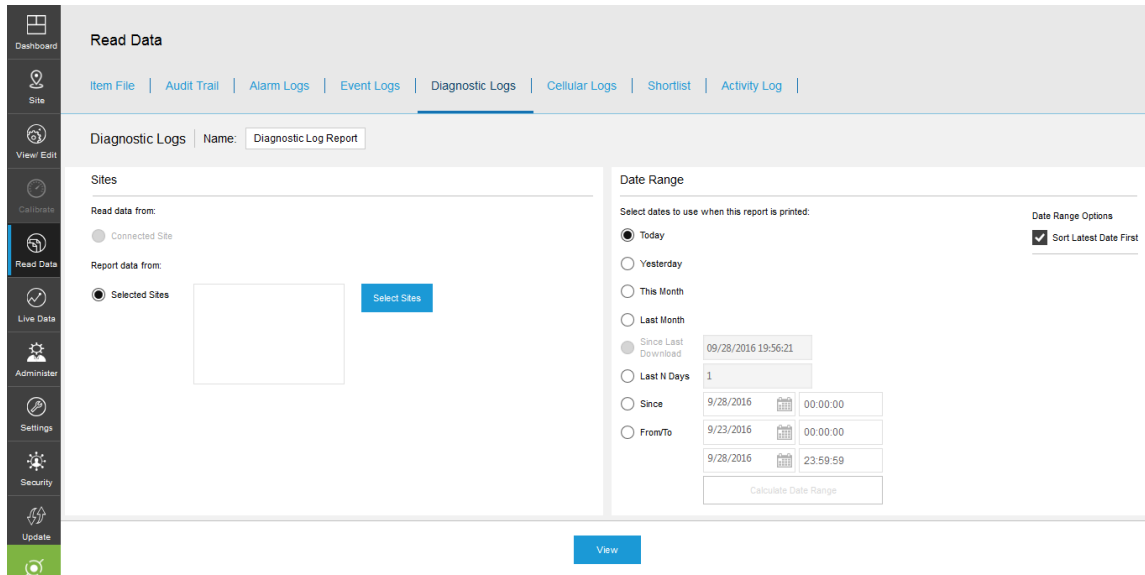 Dashboard
Site
View/ Edit
Calibrate
Read Data
Live Data
Administer
Settings
Security
Update
Read Data
Item File | Audit Trail | Alarm Logs | Event Logs | Diagnostic Logs | Cellular Logs | Shortlist | Activity Log |
Diagnostic Logs | Name: Diagnostic Log Report
Sites
Read data from:
Connected Site
Report data from:
Selected Sites
Select Sites
Date Range
Select dates to use when this report is printed:
Today
Yesterday
This Month
Last Month
Since Last
Download
09/28/2016 19:56:21
Last N Days 1
Since 9/28/2016 00:00:00
From/To 9/23/2016 00:00:00
9/28/2016 23:59:59
Calculate Date Range
Date Range Options
Sort Latest Date First
View